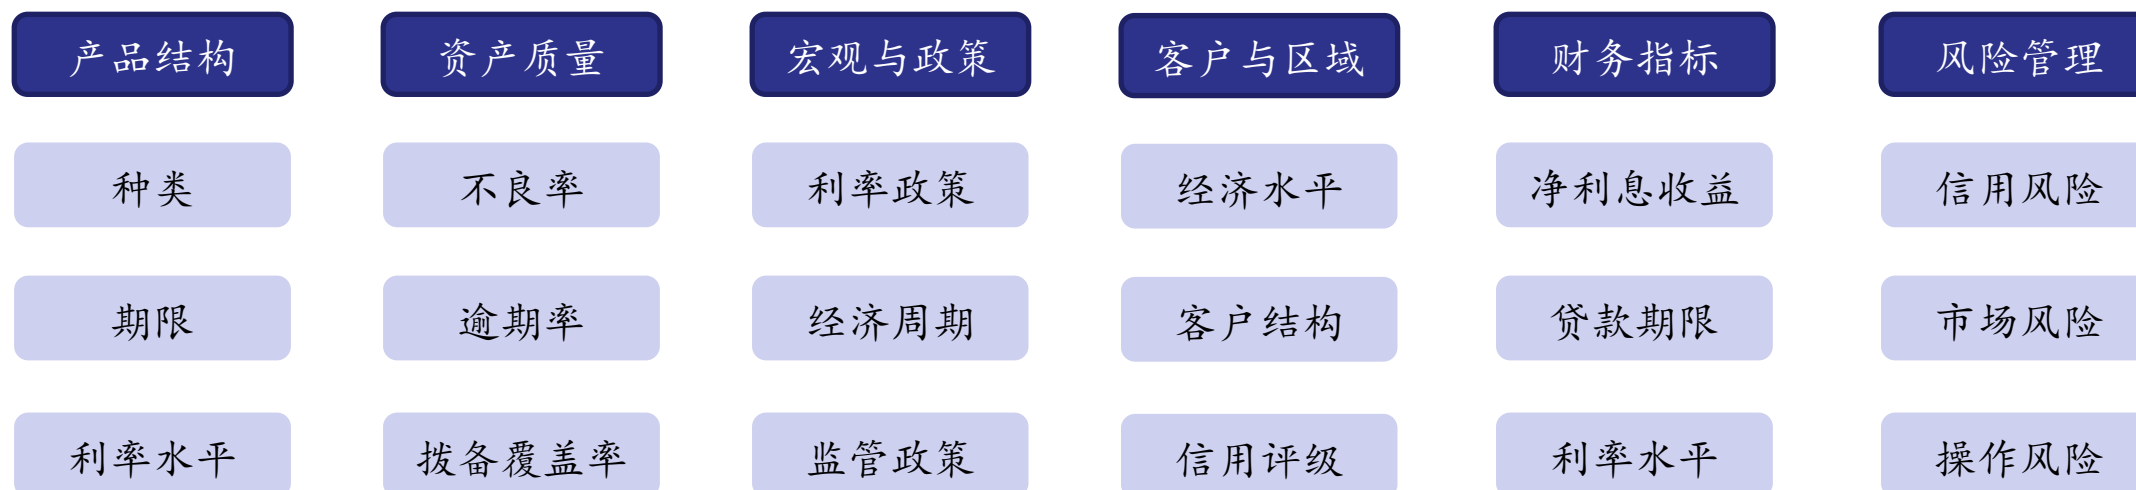 产品结构 资产质量 宏观与政策 客户与区域 财务指标 风险管理
种类 不良率 利率政策 经济水平 净利息收益 信用风险
期限 逾期率 经济周期 客户结构 贷款期限 市场风险
利率水平 拨备覆盖率 监管政策 信用评级 利率水平 操作风险